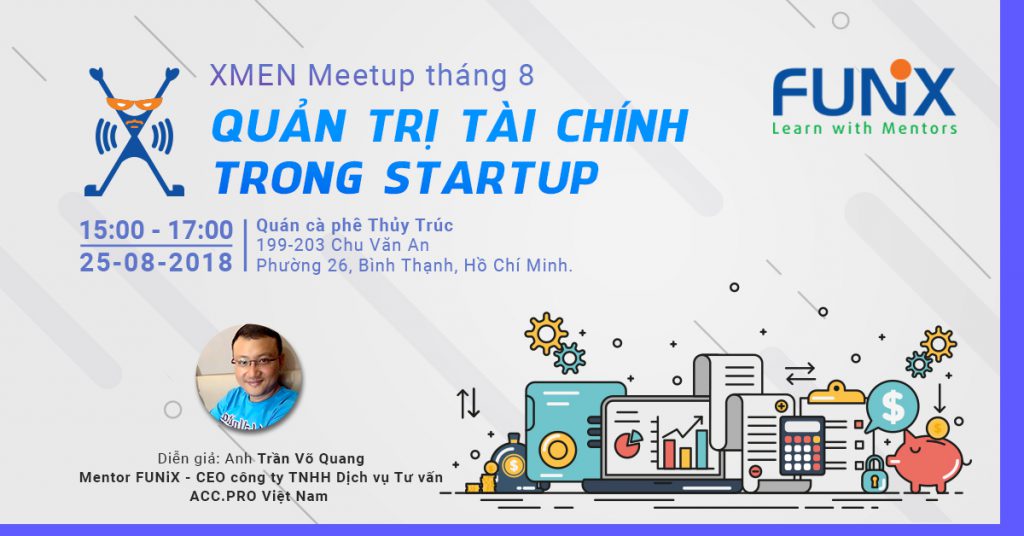 XMEN Meetup tháng 8
QUẢN TRỊ TÀI CHÍNH
TRONG STARTUP
FUNiX
Learn with Mentors
15:00 - 17:00
25-08-2018
Quán cà phê Thủy Trúc
199-203 Chu Văn An
Phường 26, Bình Thạnh, Hồ Chí Minh.
$
$
$
Diễn giả: Anh Trần Võ Quang
Mentor FUNiX - CEO công ty TNHH Dịch vụ Tư vấn
ACC.PRO Việt Nam